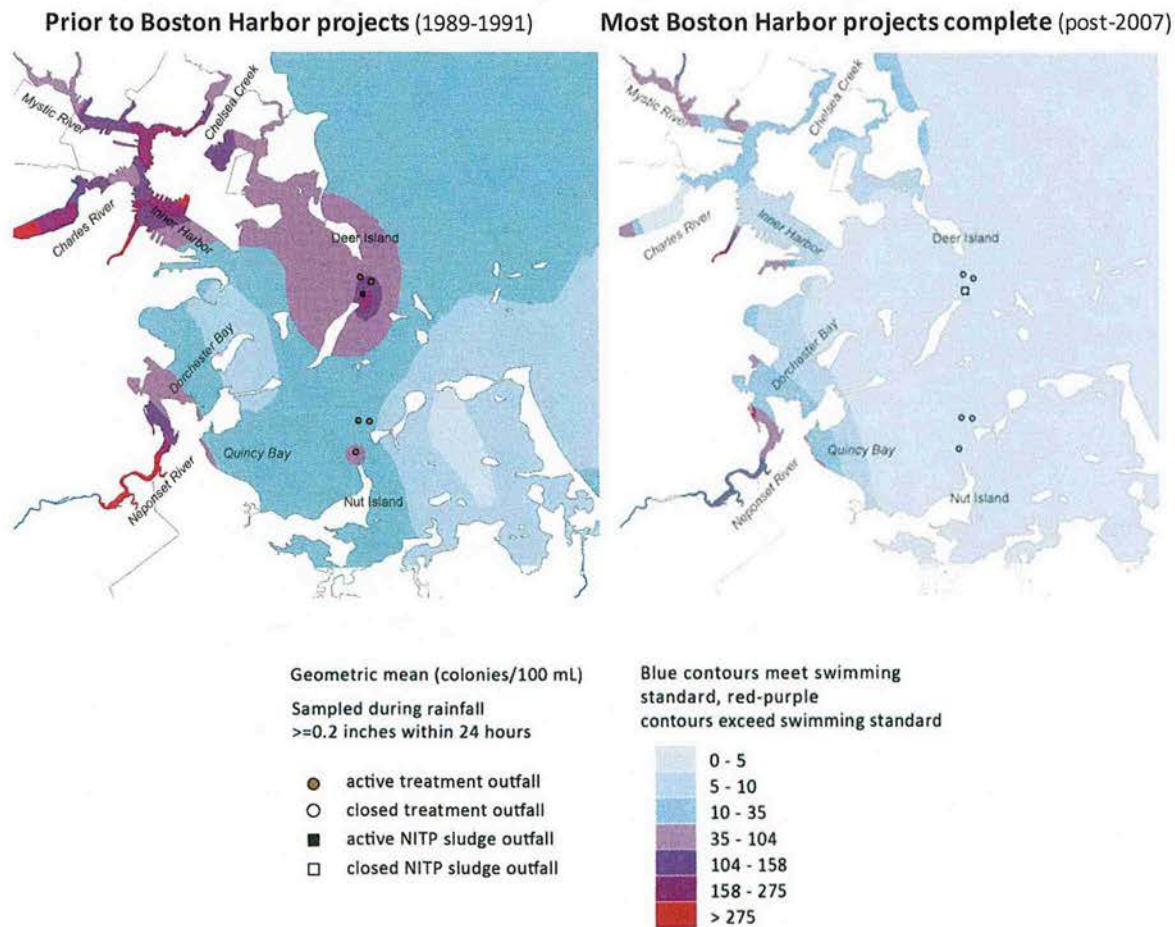 Prior to Boston Harbor projects (1989-1991)
Most Boston Harbor projects complete (post-2007)
Mystic River
Chelsea Creek
Charles River
Inner Harbor
Deer Island
Dorchester Bay
Quincy Bay
Neponset River
Nut Island
Mystic River
Chelsea Creek
Charles River
Inner Harbor
Deer Island
Dorchester Bay
Quincy Bay
Neponset River
Nut Island
Geometric mean (colonies/100 mL)
Sampled during rainfall
>=0.2 inches within 24 hours
active treatment outfall
closed treatment outfall
active NITP sludge outfall
closed NITP sludge outfall
Blue contours meet swimming
standard, red-purple
contours exceed swimming standard
0 - 5
5 - 10
10 - 35
35 - 104
104 - 158
158 - 275
> 275